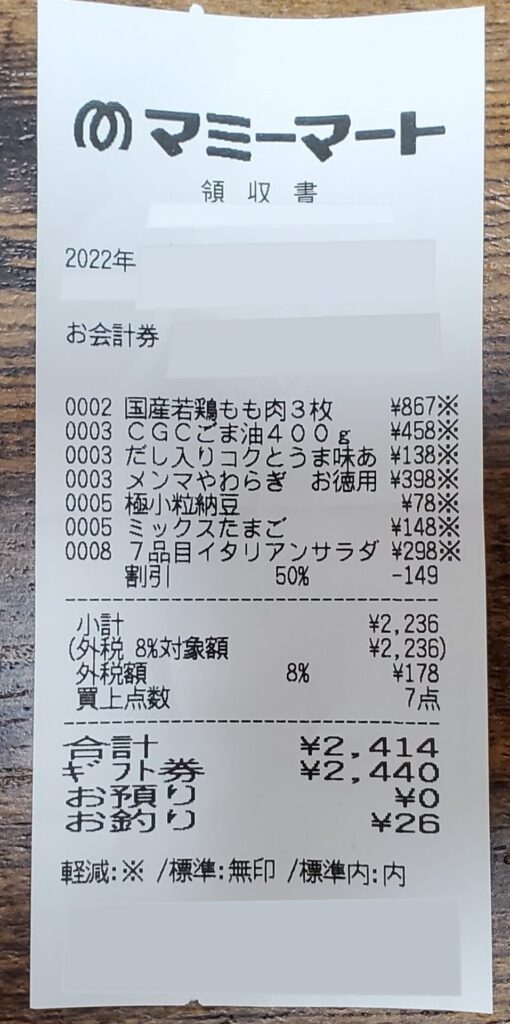 マミーマート
領収書
2022年
お会計券
0002 国産若鶏もも肉3枚 ¥867※
0003 CGCごま油400g ¥458※
0003 だし入りコクとうま味あ ¥138※
0003 メンマやわらぎ お徳用 ¥398※
0005 極小粒納豆 ¥78※
0005 ミックスたまご ¥148※
0008 7品目イタリアンサラダ ¥298※
割引 50% -149
小計 ¥2,236
(外税 8%対象額 ¥2,236)
外税額 8% ¥178
買上点数 7点
合計 ¥2,414
ギフト券 ¥2,440
お預り ¥0
お釣り ¥26
軽減:※ /標準:無印 /標準内:内